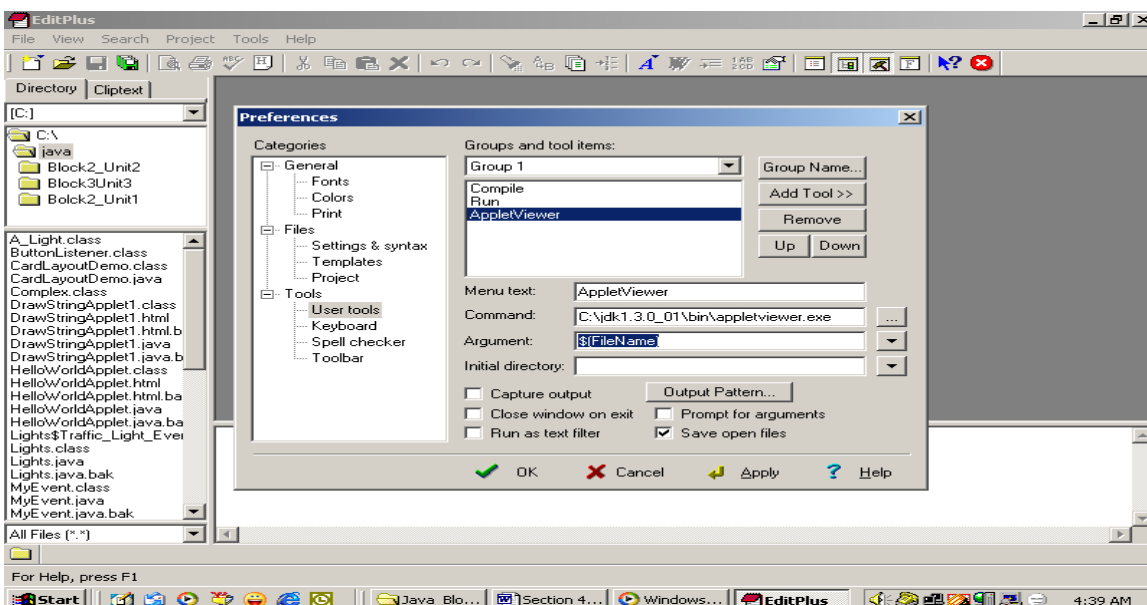 EditPlus
File View Search Project Tools Help
Directory Cliptext
[C:]
C:\
java
Block2_Unit2
Block3Unit3
Bolck2_Unit1
A_Light.class
ButtonListener.class
CardLayoutDemo.class
CardLayoutDemo.java
Complex.class
DrawStringApplet1.class
DrawStringApplet1.html
DrawStringApplet1.html.b
DrawStringApplet1.java
DrawStringApplet1.java.b
HelloWorldApplet.class
HelloWorldApplet.html
HelloWorldApplet.html.ba
HelloWorldApplet.java
HelloWorldApplet.java.ba
Lights$Traffic_Light_Eve
Lights.class
Lights.java
Lights.java.bak
MyEvent.class
MyEvent.java
MyEvent.java.bak
All Files (*.*)
Preferences
Categories
General
Fonts
Colors
Print
Files
Settings & syntax
Templates
Project
Tools
User tools
Keyboard
Spell checker
Toolbar
Groups and tool items:
Group 1
Compile
Run
AppletViewer
Group Name...
Add Tool >>
Remove
Up Down
Menu text: AppletViewer
Command: C:\jdk1.3.0_01\bin\appletviewer.exe ...
Argument: $(FileName)
Initial directory:
Capture output Output Pattern...
Close window on exit Prompt for arguments
Run as text filter Save open files
OK Cancel Apply Help
For Help, press F1
Start Java Blo... Section 4... Windows... EditPlus 4:39 AM